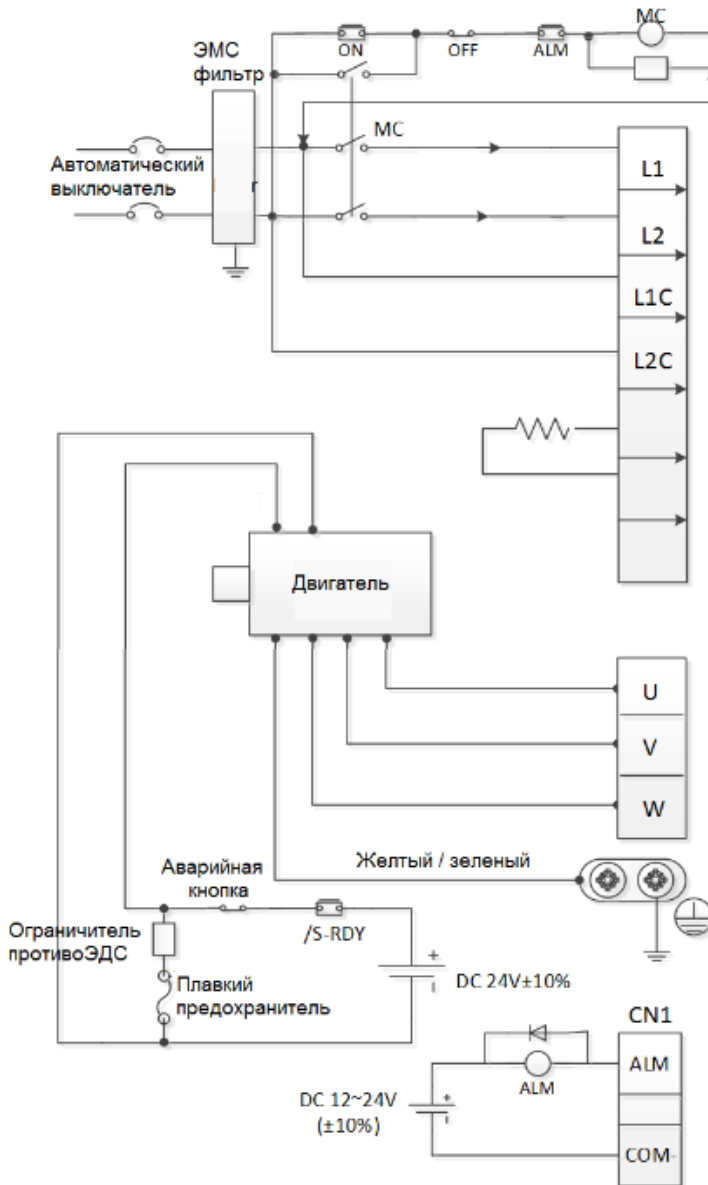 MC
ЭМС
фильтр
ON
OFF
ALM
MC
Автоматический
выключатель
r
L1
L2
L1C
L2C
Двигатель
U
V
W
Желтый / зеленый
Аварийная
кнопка
/S-RDY
Ограничитель
противоЭДС
Плавкий
предохранитель
+
DC 24V±10%
CN1
ALM
ALM
DC 12~24V
(±10%)
+
COM-